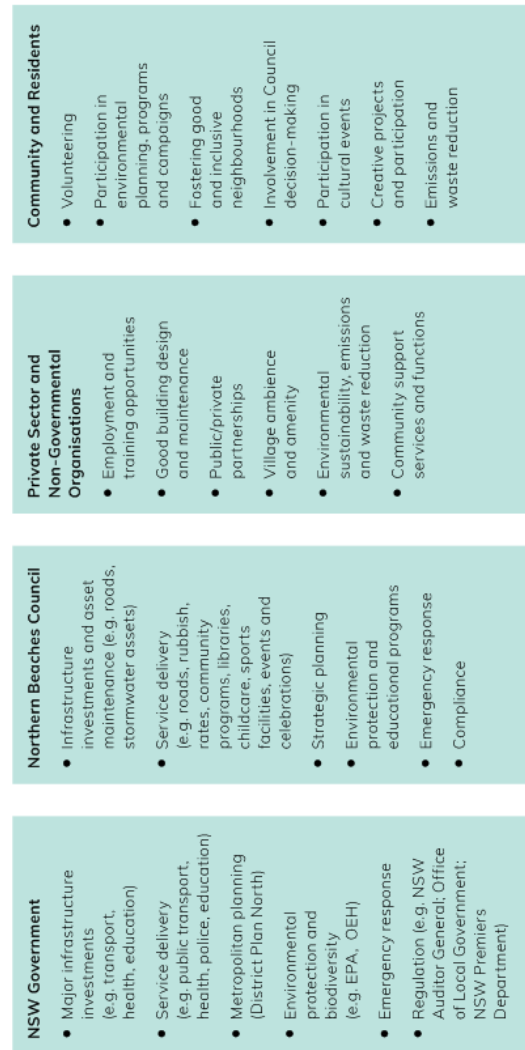 NSW Government
● Major infrastructure
investments
(e.g. transport,
health, education)
● Service delivery
(e.g. public transport,
health, police, education)
● Metropolitan planning
(District Plan North)
● Environmental
protection and
biodiversity
(e.g. EPA, OEH)
● Emergency response
● Regulation (e.g. NSW
Auditor General; Office
of Local Government;
NSW Premiers
Department)
Northern Beaches Council
● Infrastructure
investments and asset
maintenance (e.g. roads,
stormwater assets)
● Service delivery
(e.g. roads, rubbish,
rates, community
programs, libraries,
childcare, sports
facilities, events and
celebrations)
● Strategic planning
● Environmental
protection and
educational programs
● Emergency response
● Compliance
Private Sector and
Non-Governmental
Organisations
● Employment and
training opportunities
● Good building design
and maintenance
● Public/private
partnerships
● Village ambience
and amenity
● Environmental
sustainability, emissions
and waste reduction
● Community support
services and functions
Community and Residents
● Volunteering
● Participation in
environmental
planning, programs
and campaigns
● Fostering good
and inclusive
neighbourhoods
● Involvement in Council
decision-making
● Participation in
cultural events
● Creative projects
and participation
● Emissions and
waste reduction